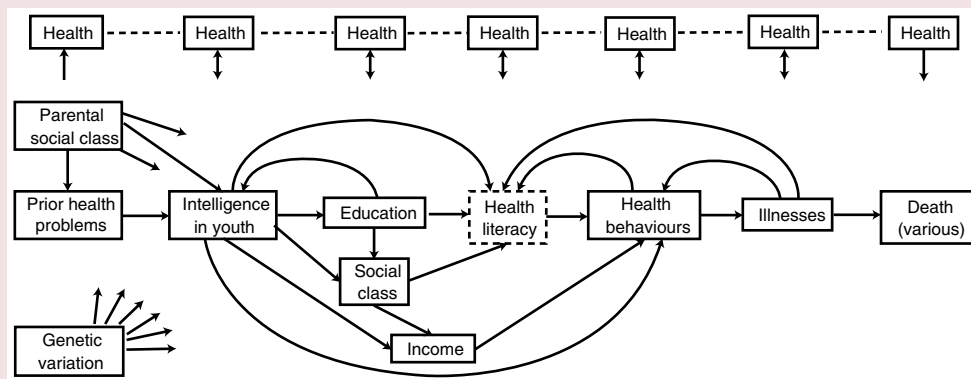 Health Health Health Health Health Health Health
Parental
social class
Prior health
problems
Intelligence
in youth
Education
Health
literacy
Health
behaviours
Illnesses
Death
(various)
Social
class
Income
Genetic
variation